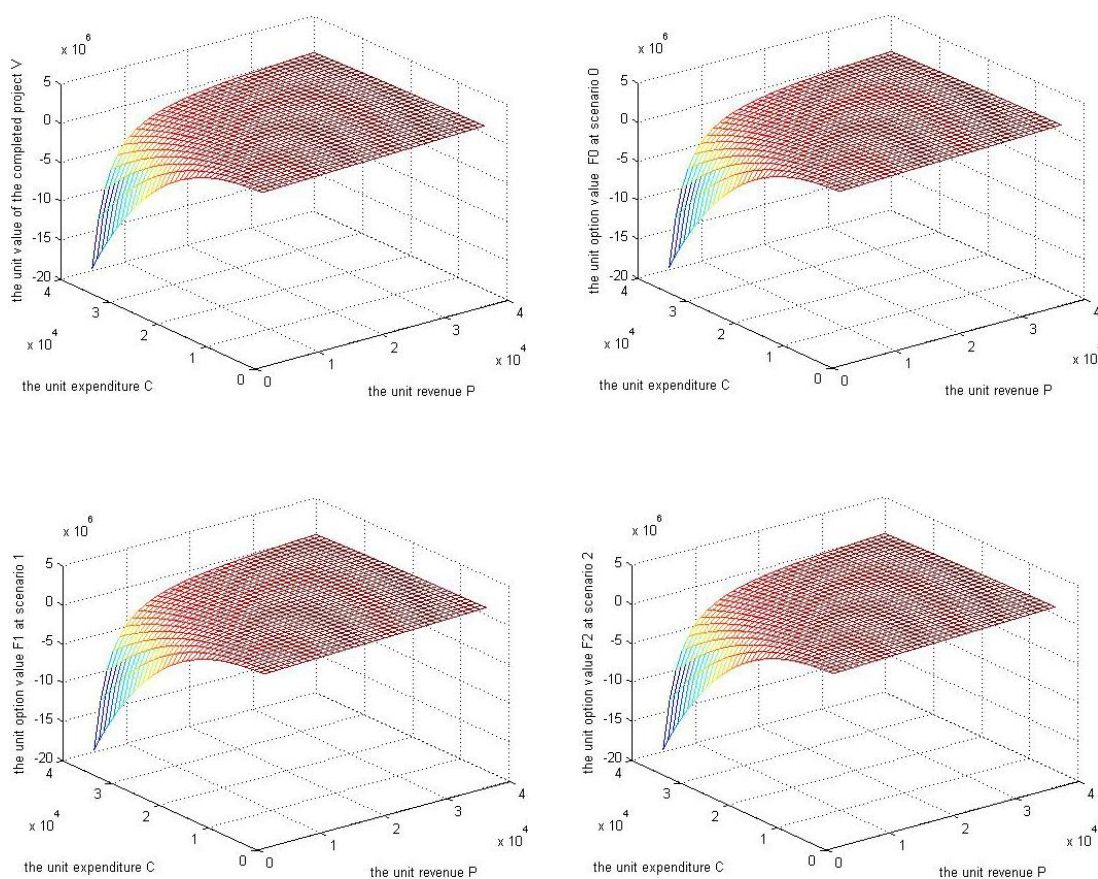 x 10^6
the unit value of the completed project V
5
0
-5
-10
-15
-20
4
3
2
1
0
x 10^4
the unit expenditure C
0
1
2
3
4
x 10^4
the unit revenue P
x 10^6
the unit option value F0 at scenario 0
5
0
-5
-10
-15
-20
4
3
2
1
0
x 10^4
the unit expenditure C
0
1
2
3
4
x 10^
the unit revenue P
x 10^6
the unit option value F1 at scenario 1
5
0
-5
-10
-15
-20
4
3
2
1
0
x 10^4
the unit expenditure C
0
1
2
3
4
x 10^4
the unit revenue P
x 10^6
the unit option value F2 at scenario 2
5
0
-5
-10
-15
-20
4
3
2
1
0
x 10^4
the unit expenditure C
0
1
2
3
4
x 10^4
the unit revenue P